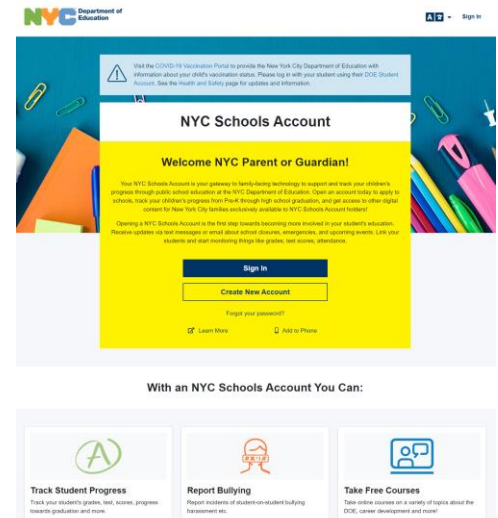 NYC Department of
Education
Sign In
Visit the COVID-19 Vaccination Portal to provide the New York City Department of Education with
information about your child's vaccination status. Please log in with your student using their DOE Student
Account. See the Health and Safety page for updates and information.
NYC Schools Account
Welcome NYC Parent or Guardian!
Your NYC Schools Account is your gateway to family-facing technology to support and track your children's
progress through public school education at the NYC Department of Education. Open an account today to apply to
schools, track your children's progress from Pre-K through high school graduation, and get access to other digital
content for New York City families exclusively available to NYC Schools Account holders!
Opening a NYC Schools Account is the first step towards becoming more involved in your student's education.
Receive updates via text messages or email about school closures, emergencies, and upcoming events. Link your
students and start monitoring things like grades, test scores, attendance.
Sign In
Create New Account
Forgot your password?
Learn More
Add to Phone
With an NYC Schools Account You Can:
Track Student Progress
Track your student's grades, test, scores, progress
towards graduation and more.
Report Bullying
Report incidents of student-on-student bullying
harassment etc.
Take Free Courses
Take online courses on a variety of topics about the
DOE, career development and more!